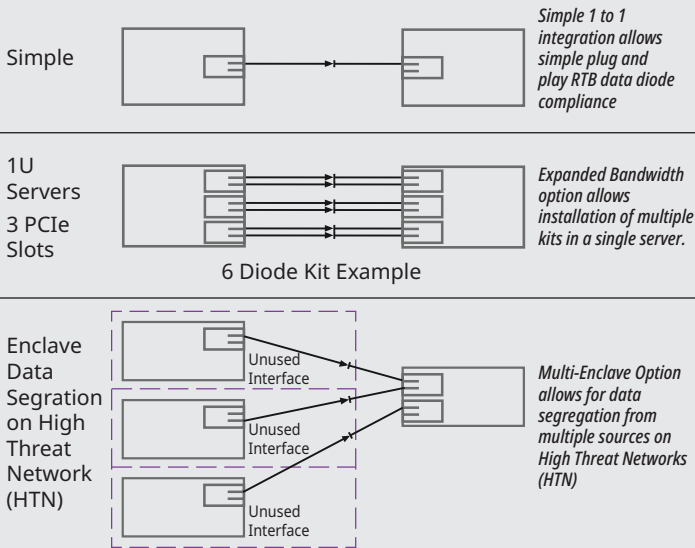 Simple
Simple 1 to 1
integration allows
simple plug and
play RTB data diode
compliance
1U
Servers
3 PCIe
Slots
6 Diode Kit Example
Expanded Bandwidth
option allows
installation of multiple
kits in a single server.
Enclave
Data
Segration
on High
Threat
Network
(HTN)
Unused
Interface
Unused
Interface
Unused
Interface
Multi-Enclave Option
allows for data
segregation from
multiple sources on
High Threat Networks
(HTN)